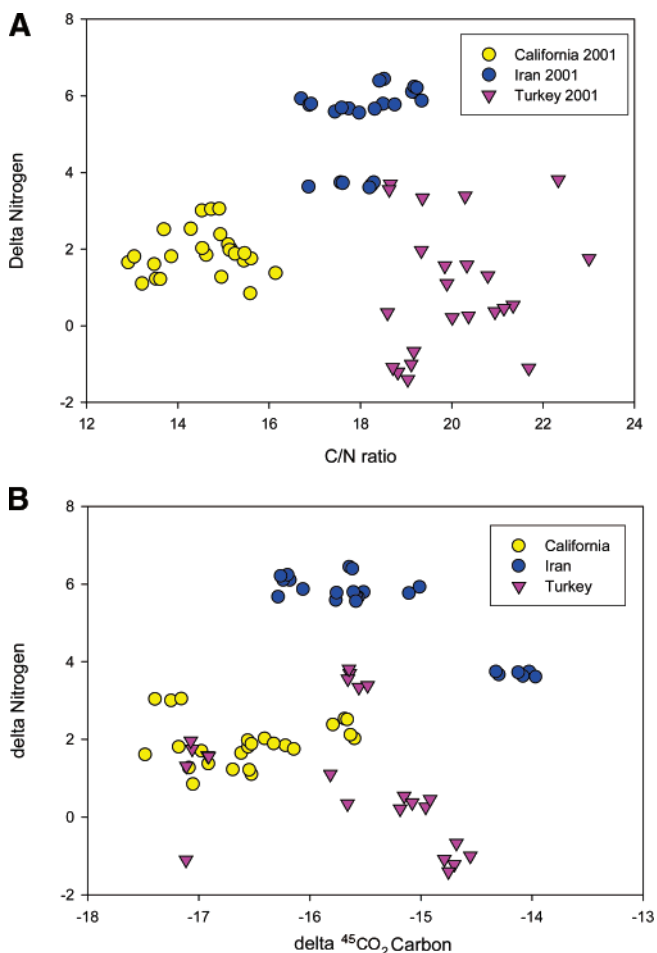 A
8
6
4
2
0
-2
Delta Nitrogen
California 2001
Iran 2001
Turkey 2001
12 14 16 18 20 22 24
C/N ratio
B
8
6
4
2
0
-2
delta Nitrogen
California
Iran
Turkey
-18 -17 -16 -15 -14 -13
delta ⁴⁵CO₂ Carbon